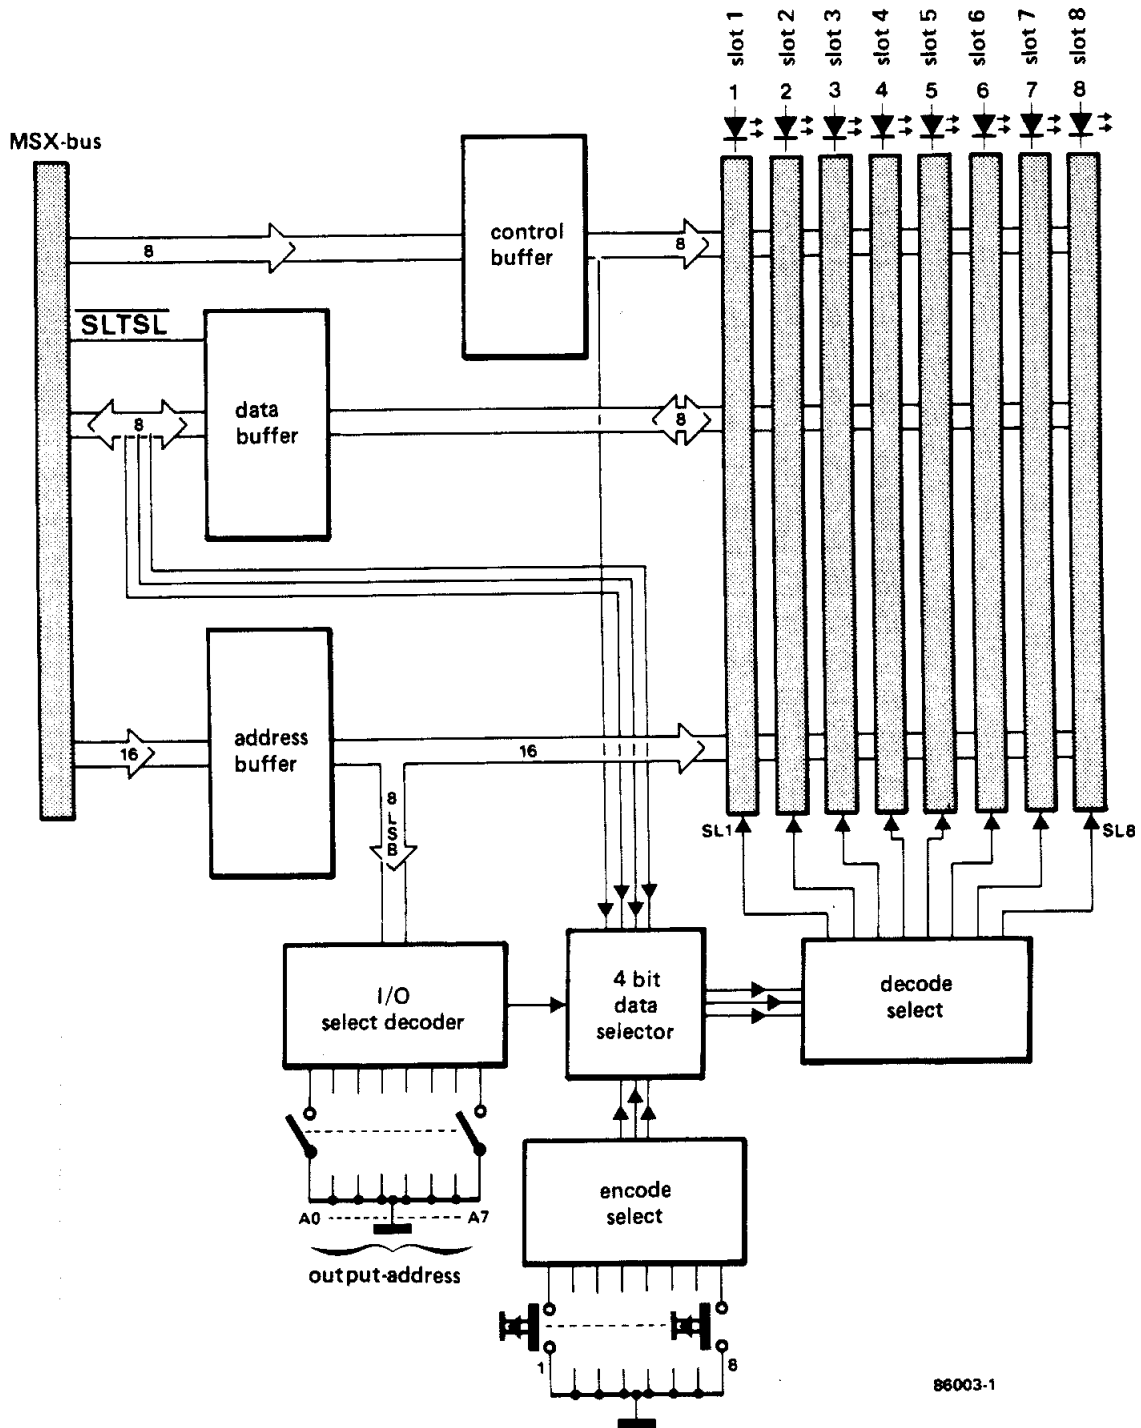 slot 1
slot 2
slot 3
slot 4
slot 5
slot 6
slot 7
slot 8
1
2
3
4
5
6
7
8
MSX-bus
8
control
buffer
8
SLTSL
8
data
buffer
8
16
address
buffer
16
8 LSB
SL1
SL8
I/O
select decoder
4 bit
data
selector
decode
select
A0
A7
output-address
encode
select
1
8
86003-1